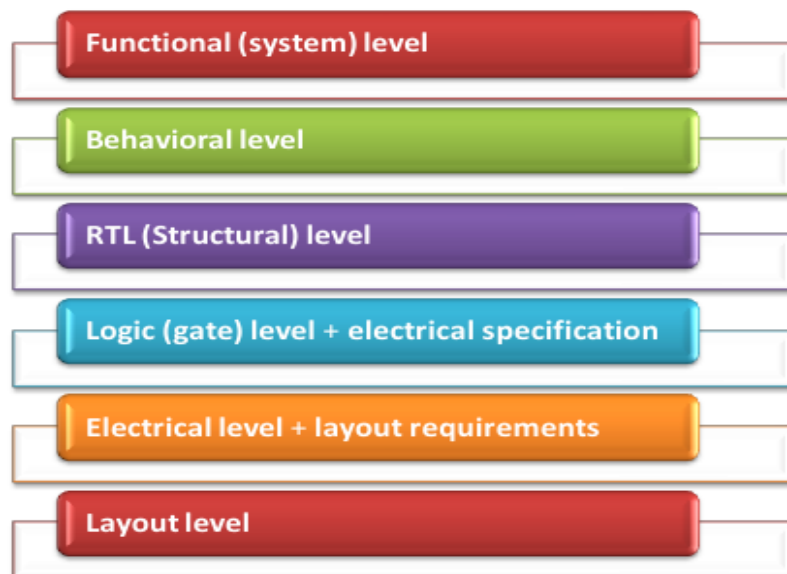 Functional (system) level
Behavioral level
RTL (Structural) level
Logic (gate) level + electrical specification
Electrical level + layout requirements
Layout level